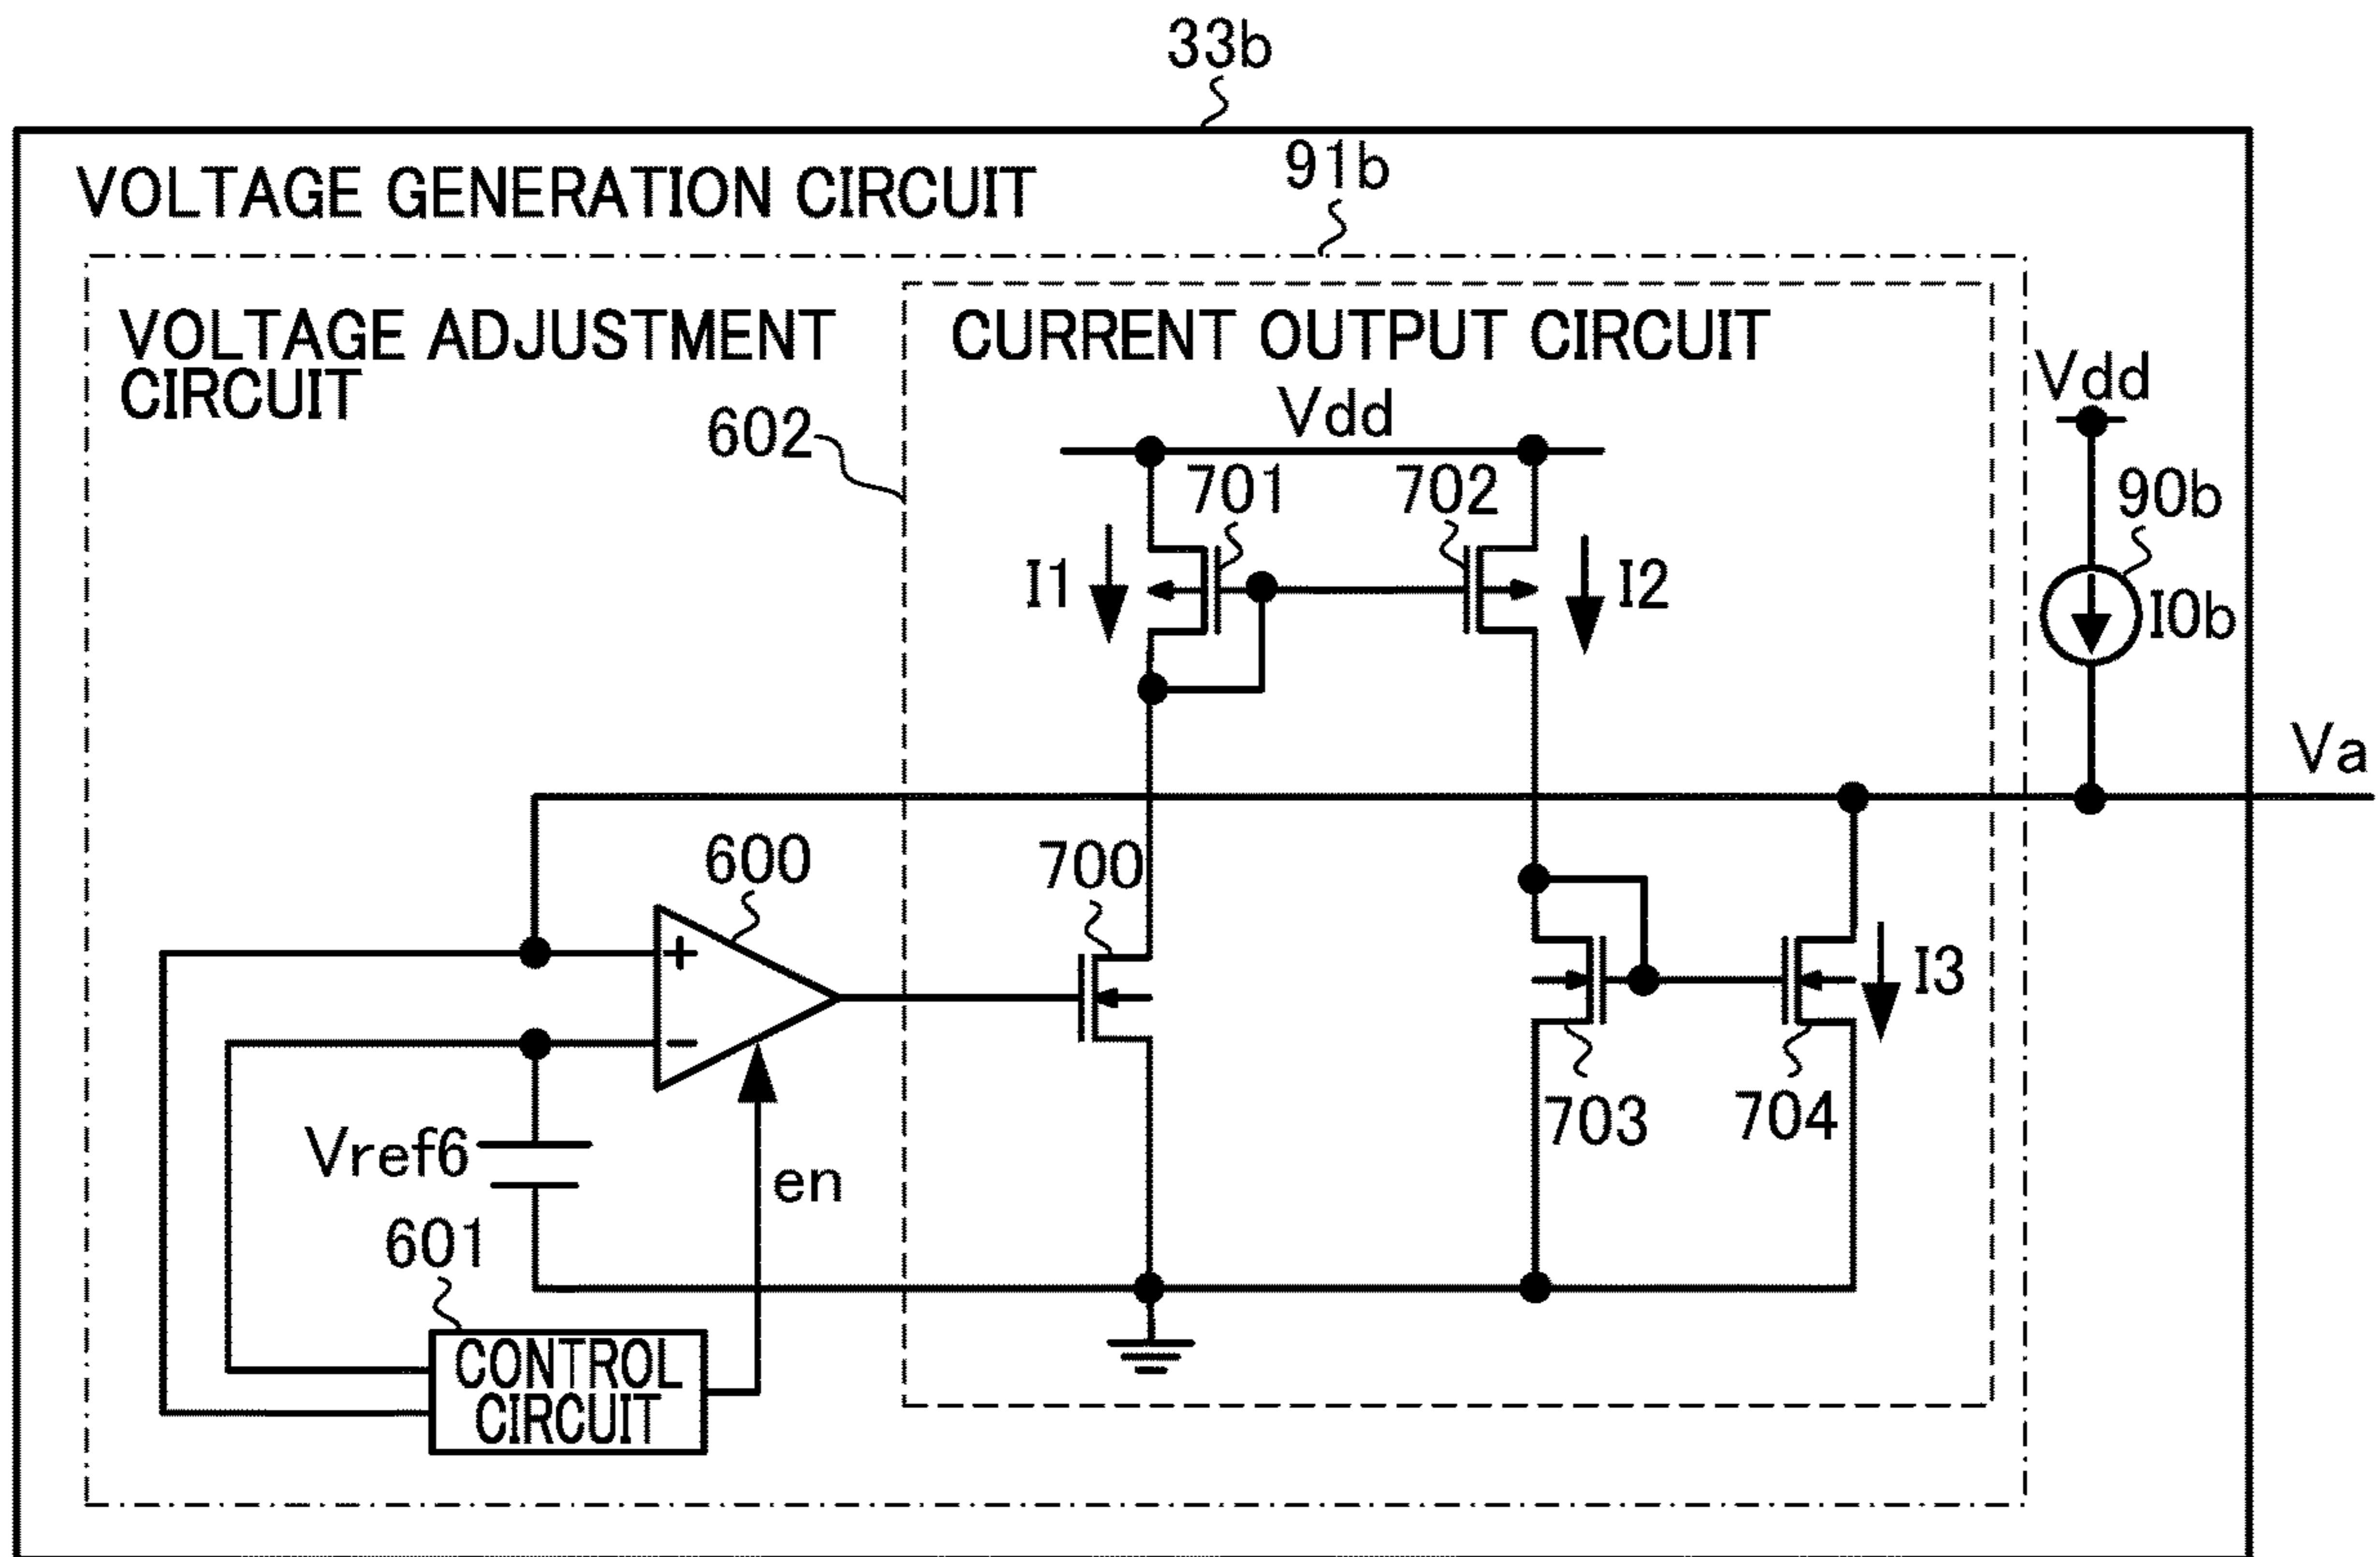 33b
VOLTAGE GENERATION CIRCUIT
91b
VOLTAGE ADJUSTMENT
CIRCUIT
CURRENT OUTPUT CIRCUIT
602
Vdd
Vdd
701
702
90b
I1
I2
I0b
Va
600
700
+
−
I3
703
704
Vref6
en
601
CONTROL
CIRCUIT